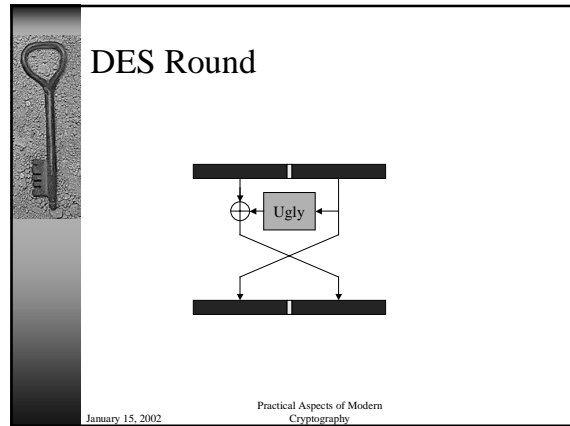 DES Round
Ugly
January 15, 2002
Practical Aspects of Modern
Cryptography